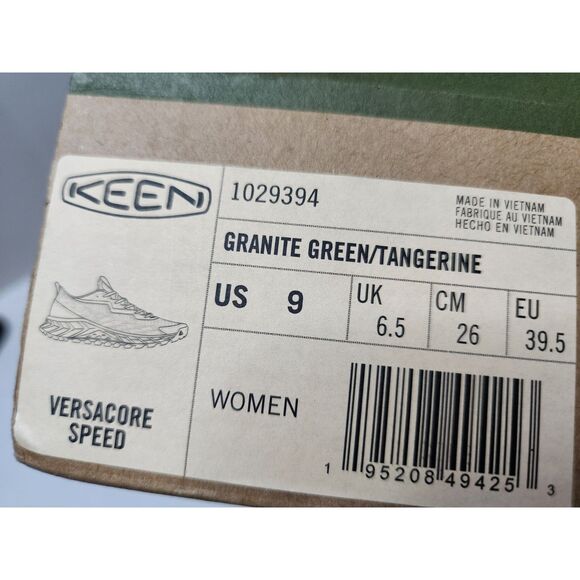 KEEN
1029394
MADE IN VIETNAM
FABRIQUE AU VIETNAM
HECHO EN VIETNAM
GRANITE GREEN/TANGERINE
US 9
UK 6.5
CM 26
EU 39.5
VERSACORE
SPEED
WOMEN
1 95208 49425 3